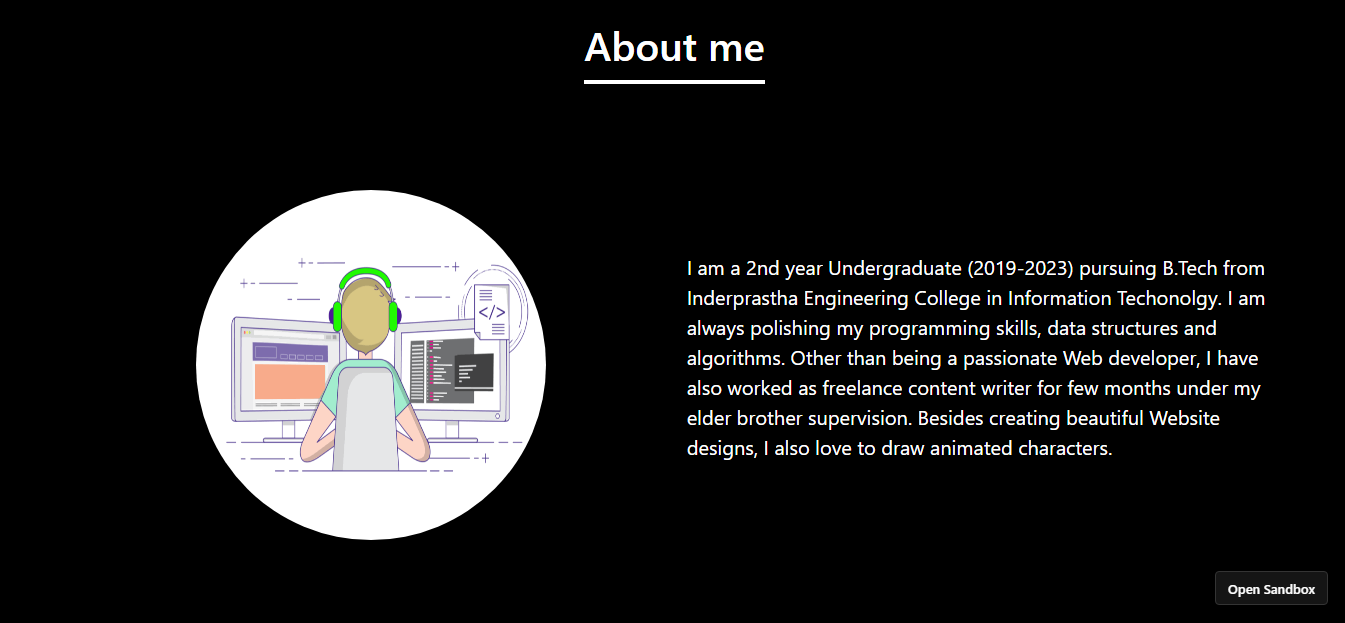 About me
I am a 2nd year Undergraduate (2019-2023) pursuing B.Tech from
Inderprastha Engineering College in Information Techonolgy. I am
always polishing my programming skills, data structures and
algorithms. Other than being a passionate Web developer, I have
also worked as freelance content writer for few months under my
elder brother supervision. Besides creating beautiful Website
designs, I also love to draw animated characters.
</>
Open Sandbox